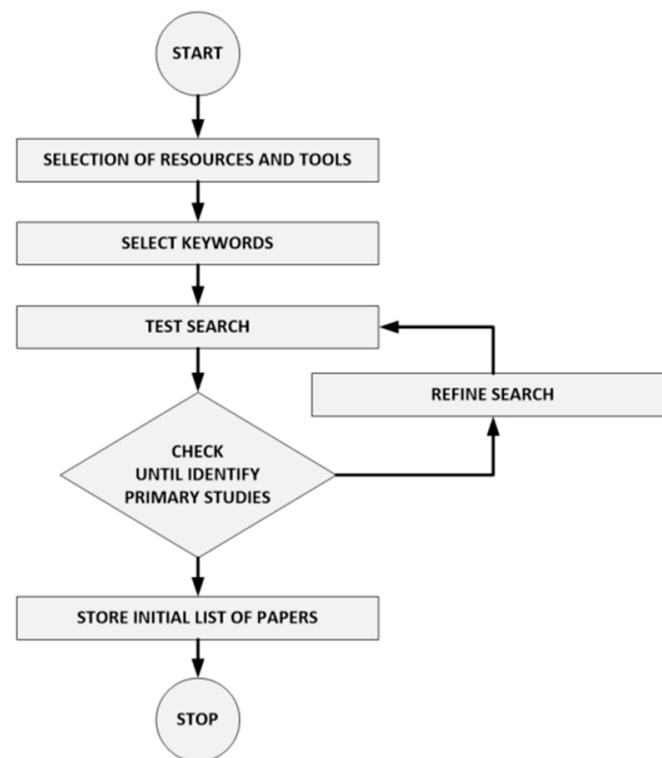 START
SELECTION OF RESOURCES AND TOOLS
SELECT KEYWORDS
TEST SEARCH
REFINE SEARCH
CHECK
UNTIL IDENTIFY
PRIMARY STUDIES
STORE INITIAL LIST OF PAPERS
STOP